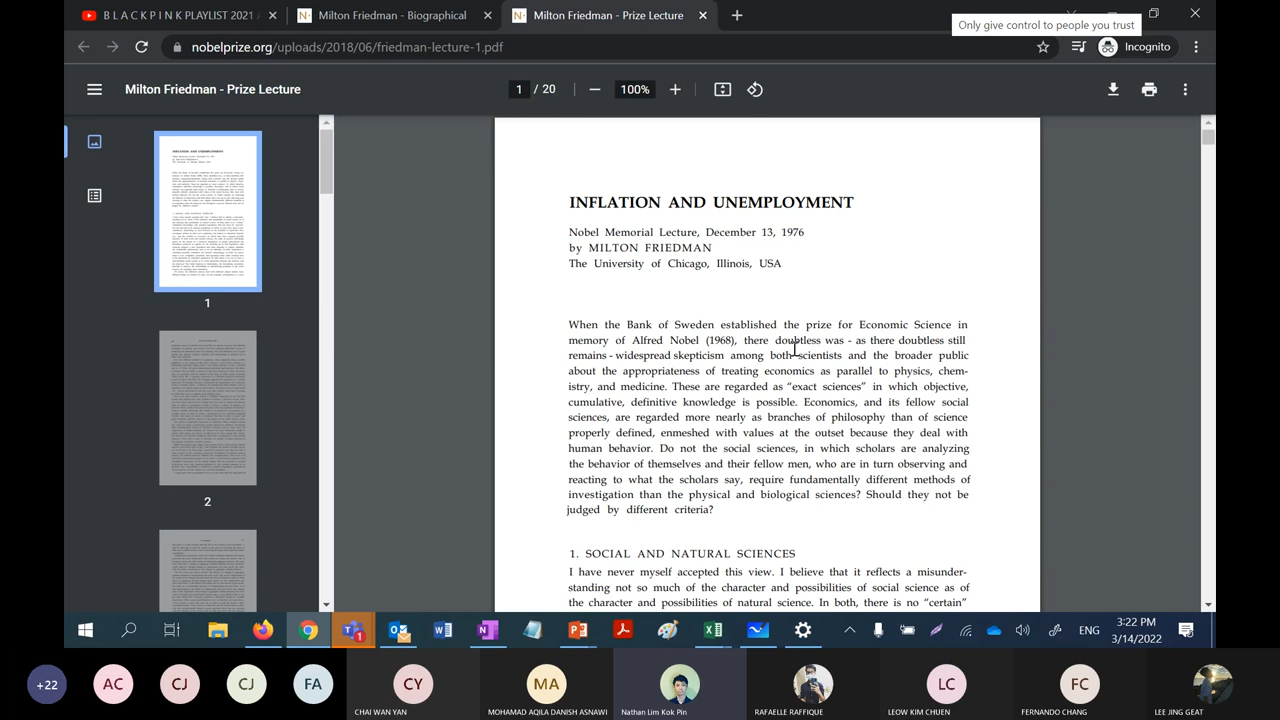 B L A C K P I N K PLAYLIST 2021
Milton Friedman - Biographical
Milton Friedman - Prize Lecture
Only give control to people you trust
nobelprize.org/uploads/2018/06/friedman-lecture-1.pdf
Incognito
Milton Friedman - Prize Lecture
1 / 20
100%
INFLATION AND UNEMPLOYMENT
Nobel Memorial Lecture, December 13, 1976
by MILTON FRIEDMAN
The University of Chicago, Illinois, USA
When the Bank of Sweden established the prize for Economic Science in
memory of Alfred Nobel (1968), there doubtless was - as there doubtless still
remains - widespread skepticism among both scientists and the broader public
about the appropriateness of treating economics as parallel to physics, chem-
istry, and medicine. These are regarded as “exact sciences” in which objective,
cumulative, definitive knowledge is possible. Economics, and its fellow social
sciences, are regarded more nearly as branches of philosophy than of science
properly defined, enmeshed with values at the outset because they deal with
human behavior. Do not the social sciences, in which scholars are analyzing
the behavior of themselves and their fellow men, who are in turn observing and
reacting to what the scholars say, require fundamentally different methods of
investigation than the physical and biological sciences? Should they not be
judged by different criteria?
1. SOCIAL AND NATURAL SCIENCES
I have never myself accepted this view. I believe that it reflects a misunder-
standing not so much of the character and possibilities of social science as of
the character and possibilities of natural science. In both, there is no “certain”
1
2
ENG
3:22 PM
3/14/2022
+22
AC
CJ
CJ
FA
CY
MA
LC
FC
CHAI WAN YAN
MOHAMAD AQILA DANISH ASNAWI
Nathan Lim Kok Pin
RAFAELLE RAFFIQUE
LEOW KIM CHUEN
FERNANDO CHANG
LEE JING GEAT